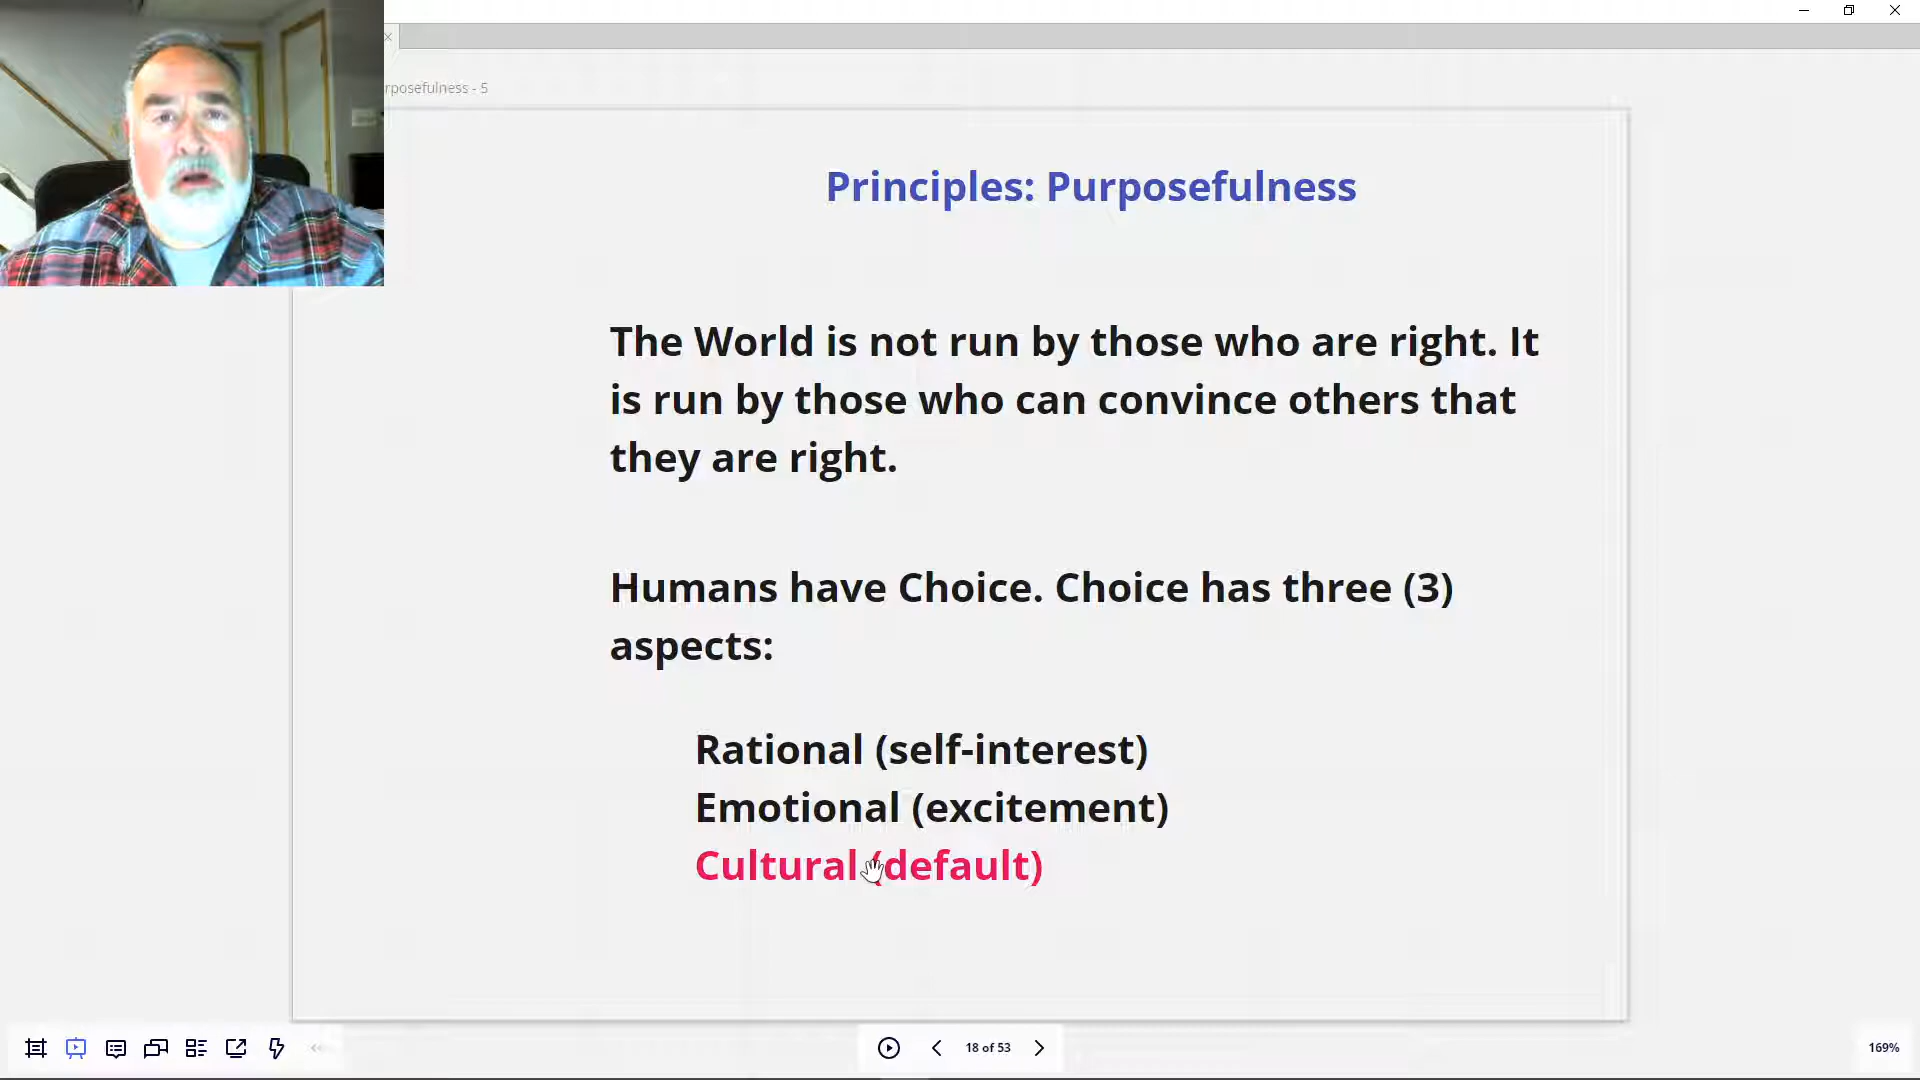 rposefulness - 5
Principles: Purposefulness
The World is not run by those who are right. It
is run by those who can convince others that
they are right.
Humans have Choice. Choice has three (3)
aspects:
Rational (self-interest)
Emotional (excitement)
Cultural (default)
18 of 53
169%